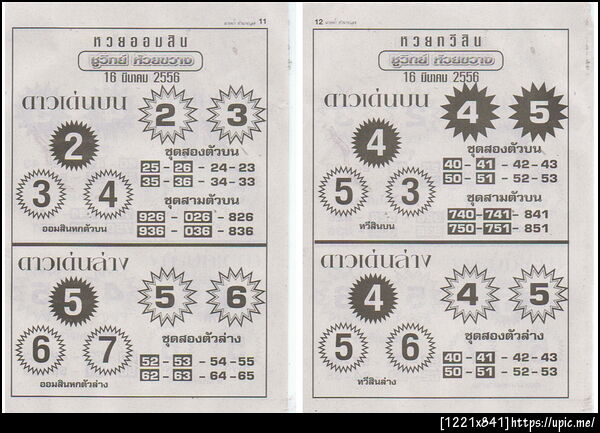 11
หวยออมสิน
ชูวิทย์ ห้วยขวาง
16 มีนาคม 2556
ดาวเด่นบน
2 3
2
3 4
ออมสินหกตัวบน
ชุดสองตัวบน
25 - 26 - 24 - 23
35 - 36 - 34 - 33
ชุดสามตัวบน
926 - 026 - 826
936 - 036 - 836
ดาวเด่นล่าง
5 6
5
6 7
ออมสินหกตัวล่าง
ชุดสองตัวล่าง
52 - 53 - 54 - 55
62 - 63 - 64 - 65
12
หวยทวีสิน
ชูวิทย์ ห้วยขวาง
16 มีนาคม 2556
ดาวเด่นบน
4 5
4
5 3
ทวีสินบน
ชุดสองตัวบน
40 - 41 - 42 - 43
50 - 51 - 52 - 53
ชุดสามตัวบน
740 - 741 - 841
750 - 751 - 851
ดาวเด่นล่าง
4 5
4
5 6
ทวีสินล่าง
ชุดสองตัวล่าง
40 - 41 - 42 - 43
50 - 51 - 52 - 53
[1221x841]https://upic.me/